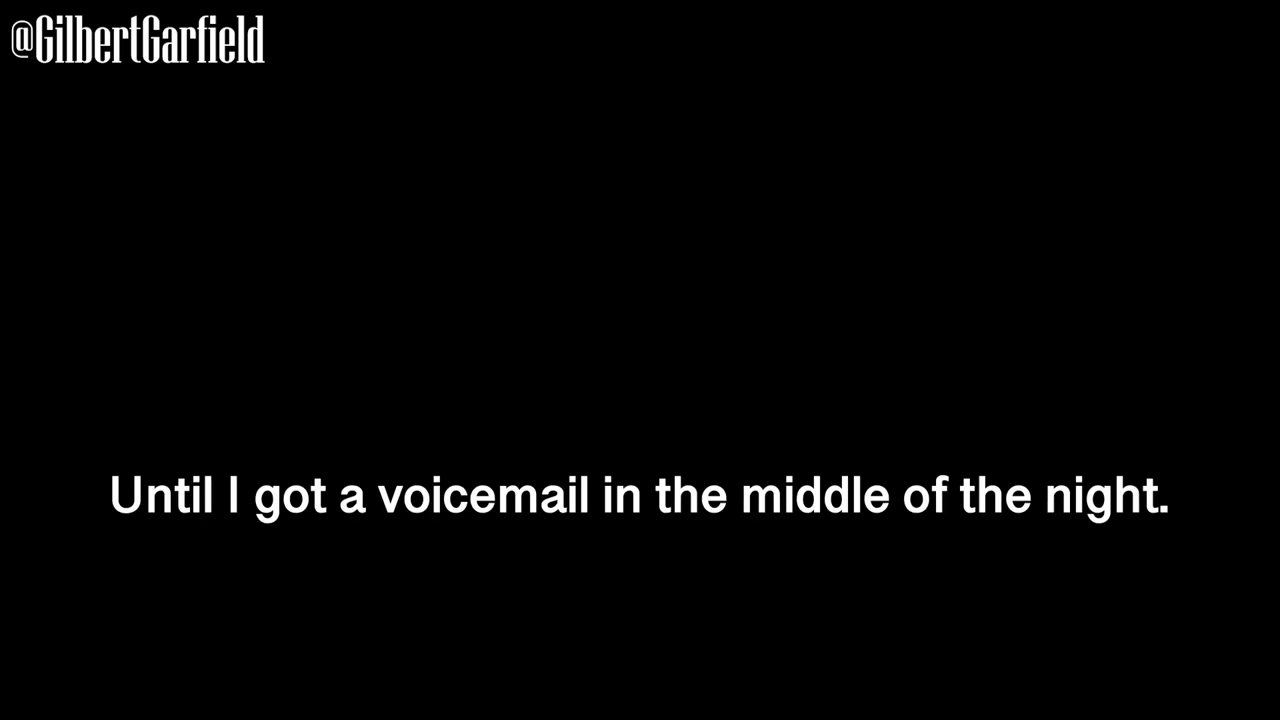 @GilbertGarfield
Until I got a voicemail in the middle of the night.